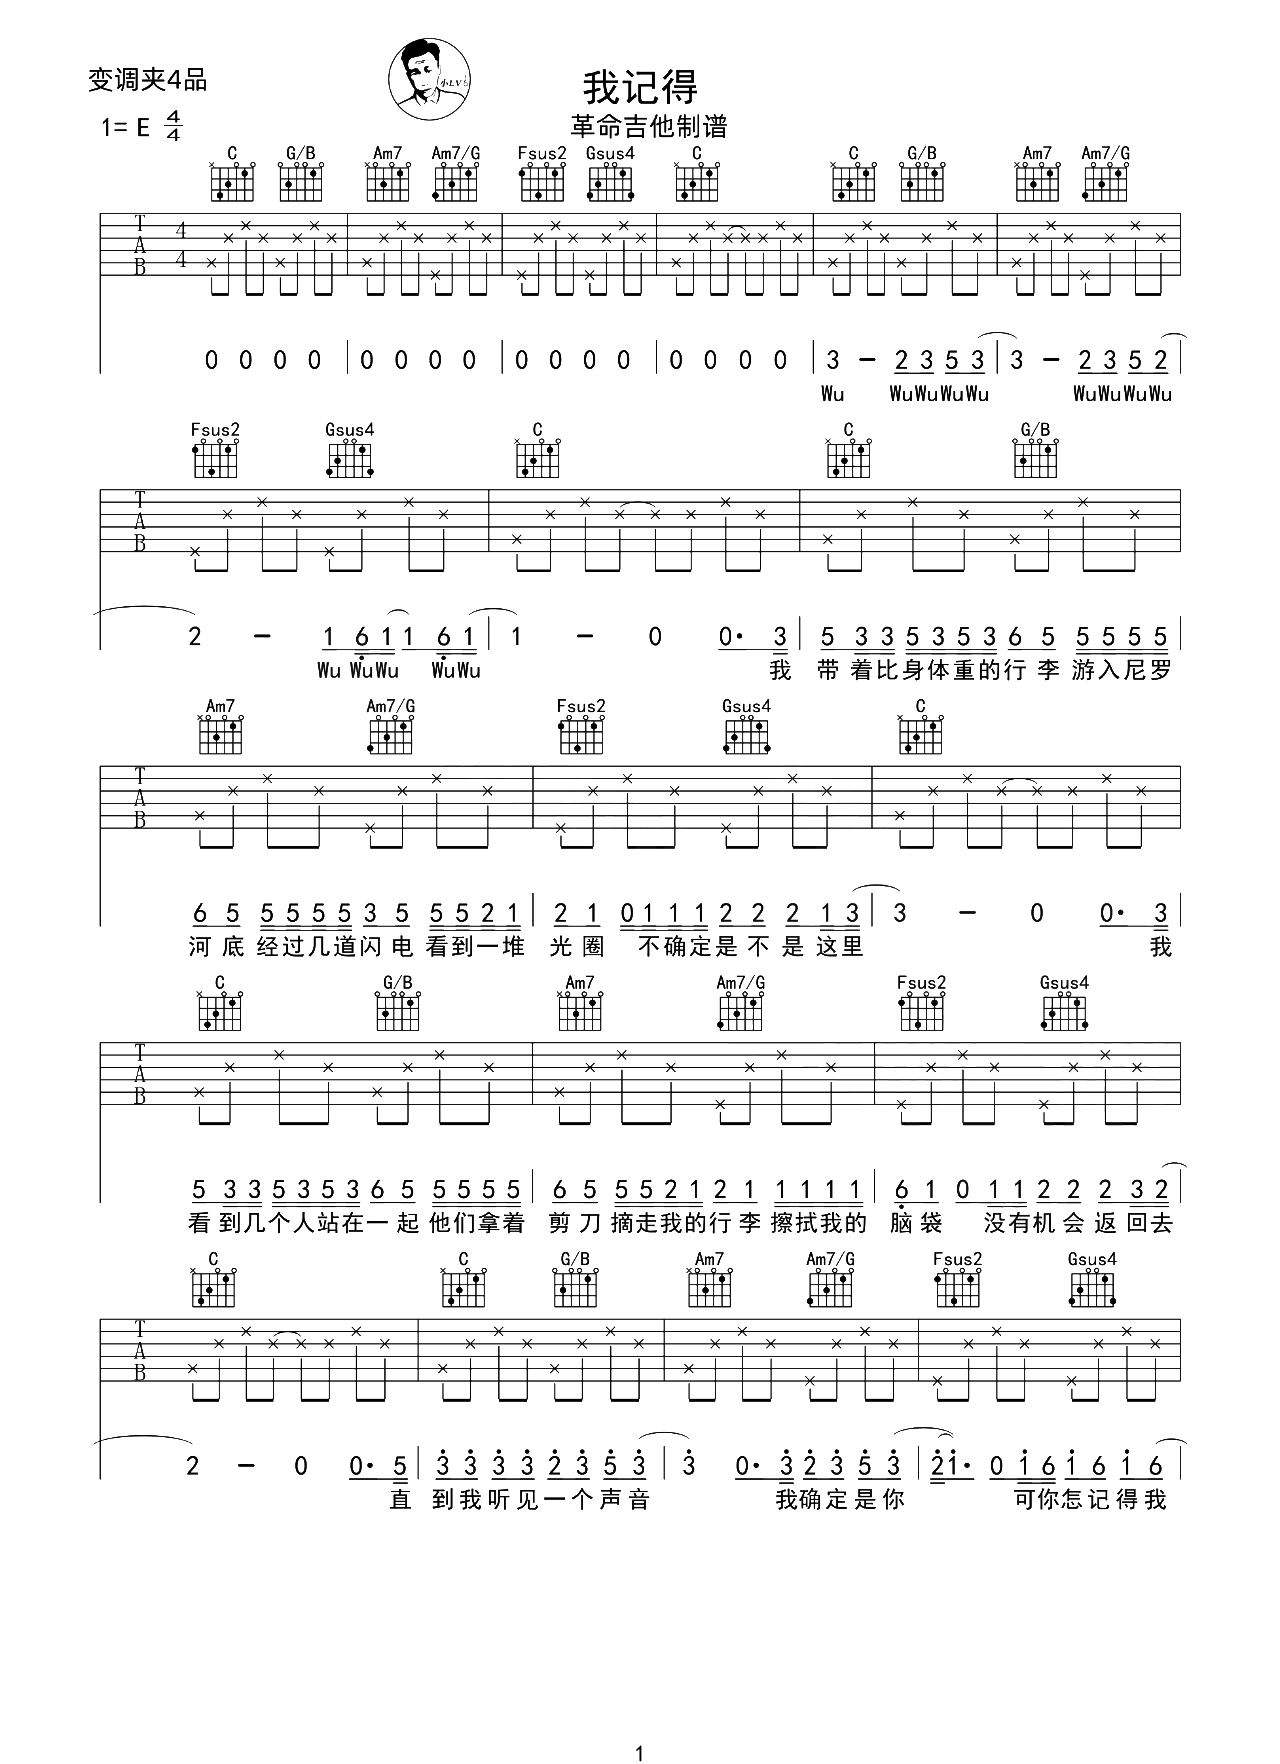 变调夹4品
小LV
我记得
1= E 4/4
革命吉他制谱
C G/B Am7 Am7/G Fsus2 Gsus4 C C G/B Am7 Am7/G
T A B 4 4
0 0 0 0 | 0 0 0 0 | 0 0 0 0 | 0 0 0 0 | 3 - 2 3 5 3 | 3 - 2 3 5 2
Wu WuWuWuWu WuWuWuWu
Fsus2 Gsus4 C C G/B
T A B
2 - 1 6 1 1 6 1 | 1 - 0 0· 3 | 5 3 3 5 3 5 3 6 5 5 5 5 5
Wu WuWu WuWu 我 带着比身体重的行李游入尼罗
Am7 Am7/G Fsus2 Gsus4 C
T A B
6 5 5 5 5 5 3 5 5 5 2 1 | 2 1 0 1 1 1 2 2 2 1 3 | 3 - 0 0· 3
河底经过几道闪电看到一堆 光圈 不确定是不是这里 我
C G/B Am7 Am7/G Fsus2 Gsus4
T A B
5 3 3 5 3 5 3 6 5 5 5 5 5 | 6 5 5 5 2 1 2 1 1 1 1 1 | 6 1 0 1 1 2 2 2 3 2
看到几个人站在一起他们拿着 剪刀摘走我的行李擦拭我的 脑袋 没有机会返回去
C C G/B Am7 Am7/G Fsus2 Gsus4
T A B
2 - 0 0· 5 | 3 3 3 3 2 3 5 3 | 3 0· 3 2 3 5 3 | 2 1· 0 1 6 1 6 1 6
直 到我听见一个声音 我确定是你 可你怎记得我
1